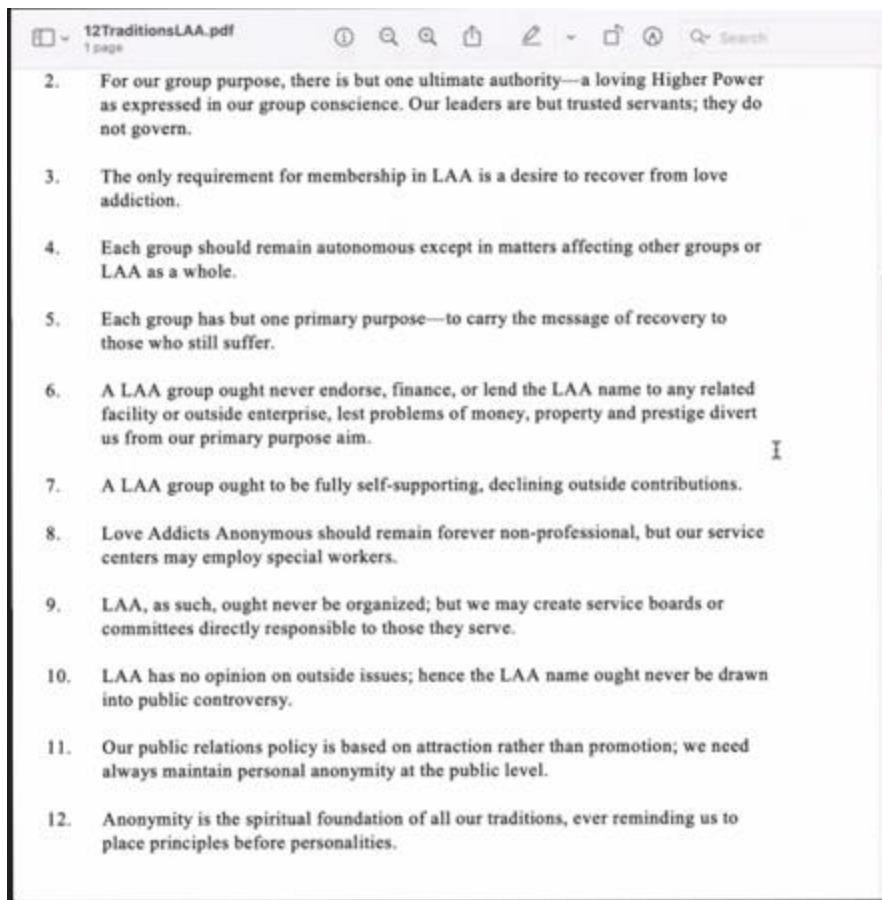 12TraditionsLAA.pdf
1 page
Search
2. For our group purpose, there is but one ultimate authority—a loving Higher Power
as expressed in our group conscience. Our leaders are but trusted servants; they do
not govern.
3. The only requirement for membership in LAA is a desire to recover from love
addiction.
4. Each group should remain autonomous except in matters affecting other groups or
LAA as a whole.
5. Each group has but one primary purpose—to carry the message of recovery to
those who still suffer.
6. A LAA group ought never endorse, finance, or lend the LAA name to any related
facility or outside enterprise, lest problems of money, property and prestige divert
us from our primary purpose aim.
7. A LAA group ought to be fully self-supporting, declining outside contributions.
8. Love Addicts Anonymous should remain forever non-professional, but our service
centers may employ special workers.
9. LAA, as such, ought never be organized; but we may create service boards or
committees directly responsible to those they serve.
10. LAA has no opinion on outside issues; hence the LAA name ought never be drawn
into public controversy.
11. Our public relations policy is based on attraction rather than promotion; we need
always maintain personal anonymity at the public level.
12. Anonymity is the spiritual foundation of all our traditions, ever reminding us to
place principles before personalities.